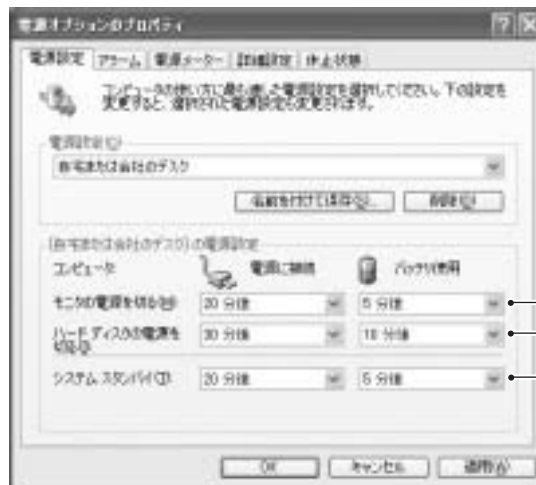 電源オプションのプロパティ
電源設定 アラーム 電源メーター 詳細設定 休止状態
コンピュータの使い方に最も適した電源設定を選択してください。下の設定を
変更すると、選択された電源設定も変更されます。
電源設定(C)
自宅または会社のデスク
名前を付けて保存(S)... 削除(D)
[自宅または会社のデスク] の電源設定
コンピュータ 電源に接続 バッテリ使用
モニタの電源を切る(M) 20 分後 5 分後
ハード ディスクの電源を 30 分後 10 分後
切る(I)
システム スタンバイ(T) 20 分後 5 分後
OK キャンセル 適用(A)